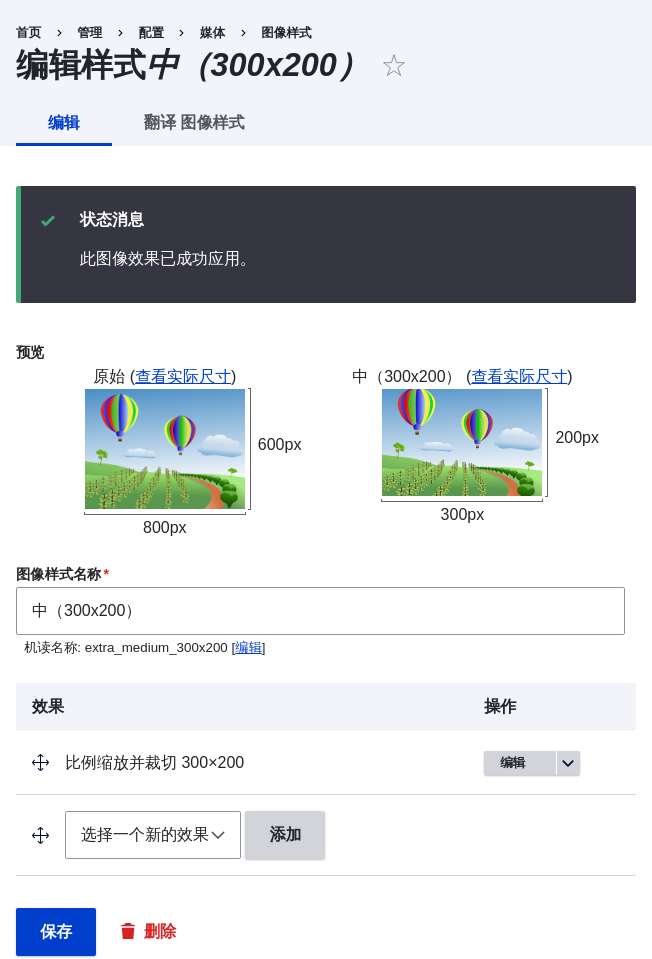 首页 › 管理 › 配置 › 媒体 › 图像样式
编辑样式中（300x200） ☆
编辑 翻译 图像样式
状态消息
此图像效果已成功应用。
预览
原始 (查看实际尺寸) 中（300x200） (查看实际尺寸)
600px 200px
800px 300px
图像样式名称*
中（300x200）
机读名称: extra_medium_300x200 [编辑]
效果 操作
比例缩放并裁切 300×200 编辑
选择一个新的效果 添加
保存 删除